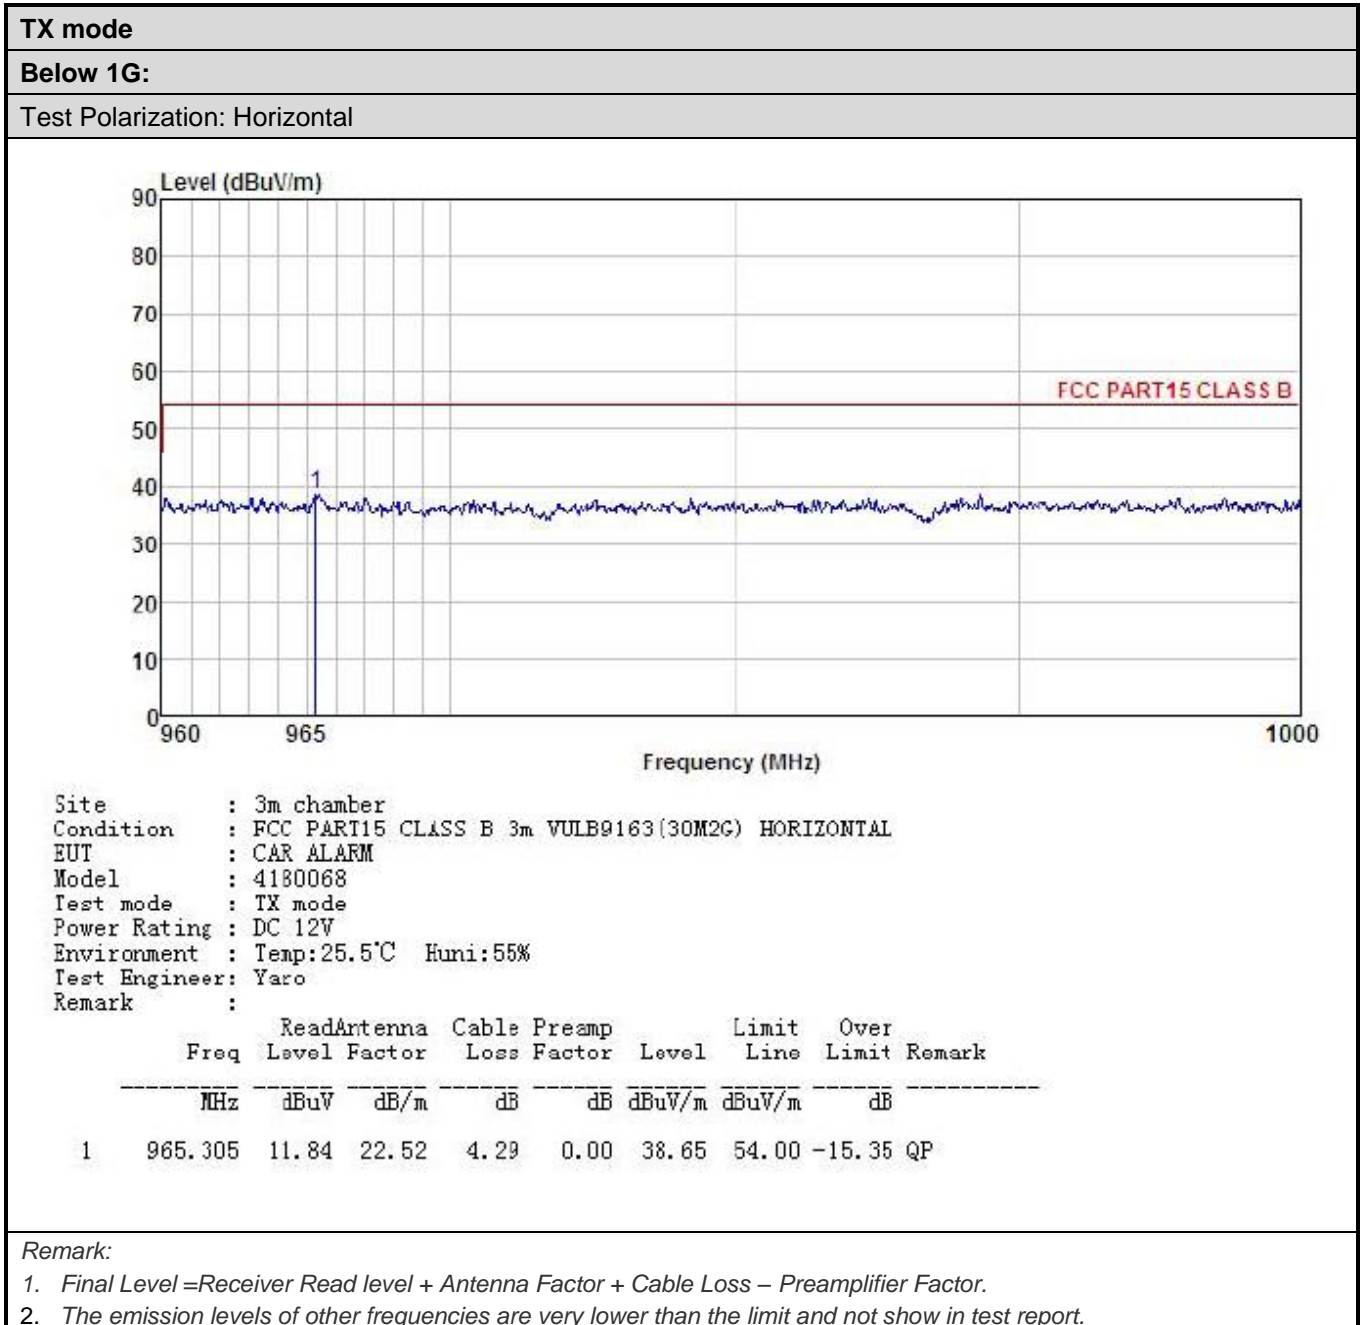 TX mode
Below 1G:
Test Polarization: Horizontal
Level (dBuV/m)
90
80
70
60
FCC PART15 CLASS B
50
1
40
30
20
10
0
960 965 1000
Frequency (MHz)
Site : 3m chamber
Condition : FCC PART15 CLASS B 3m VULB9163(30M2G) HORIZONTAL
EUT : CAR ALARM
Model : 4180068
Test mode : TX mode
Power Rating : DC 12V
Environment : Temp:25.5°C Huni:55%
Test Engineer: Yaro
Remark :
ReadAntenna Cable Preamp Limit Over
Freq Level Factor Loss Factor Level Line Limit Remark
MHz dBuV dB/m dB dB dBuV/m dBuV/m dB
1 965.305 11.84 22.52 4.29 0.00 38.65 54.00 -15.35 QP
Remark:
1. Final Level =Receiver Read level + Antenna Factor + Cable Loss – Preamplifier Factor.
2. The emission levels of other frequencies are very lower than the limit and not show in test report.